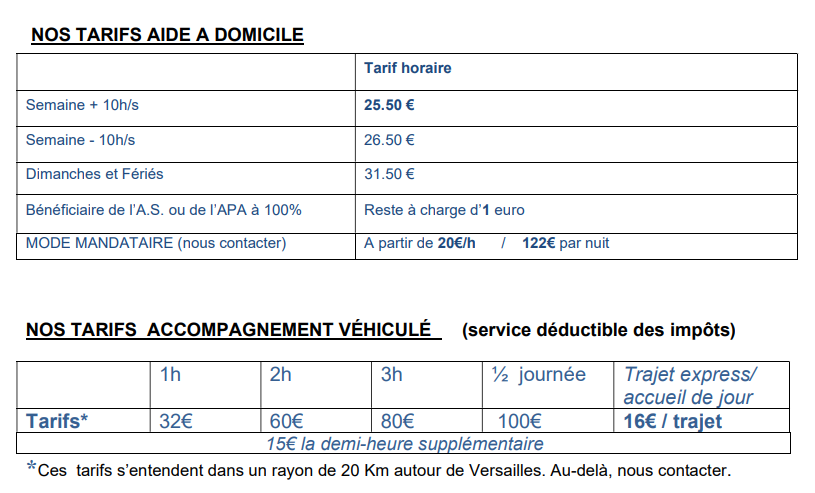 NOS TARIFS AIDE A DOMICILE
Tarif horaire
Semaine + 10h/s 25.50 €
Semaine - 10h/s 26.50 €
Dimanches et Fériés 31.50 €
Bénéficiaire de l’A.S. ou de l’APA à 100% Reste à charge d’1 euro
MODE MANDATAIRE (nous contacter) A partir de 20€/h / 122€ par nuit
NOS TARIFS ACCOMPAGNEMENT VÉHICULÉ (service déductible des impôts)
1h 2h 3h ½ journée Trajet express/
accueil de jour
Tarifs* 32€ 60€ 80€ 100€ 16€ / trajet
15€ la demi-heure supplémentaire
*Ces tarifs s’entendent dans un rayon de 20 Km autour de Versailles. Au-delà, nous contacter.